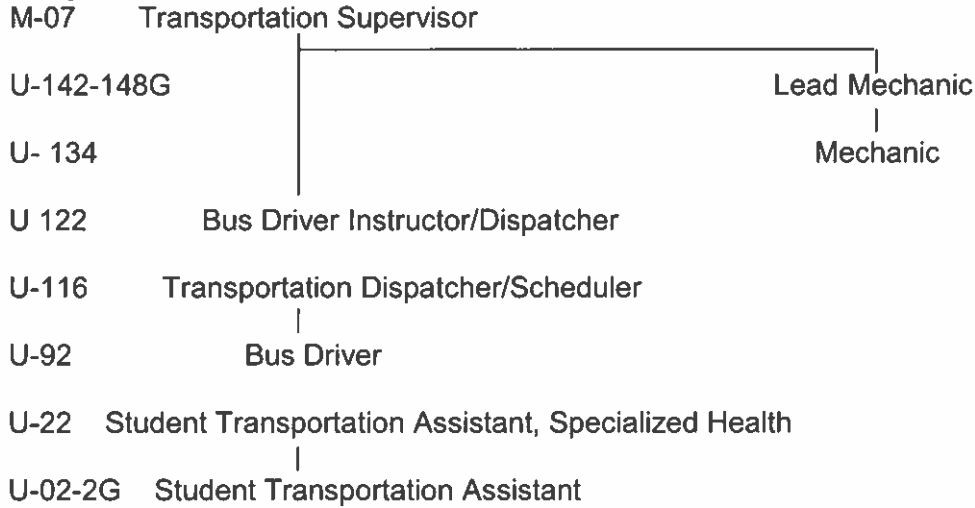 M-07 Transportation Supervisor
U-142-148G Lead Mechanic
U- 134 Mechanic
U 122 Bus Driver Instructor/Dispatcher
U-116 Transportation Dispatcher/Scheduler
U-92 Bus Driver
U-22 Student Transportation Assistant, Specialized Health
U-02-2G Student Transportation Assistant